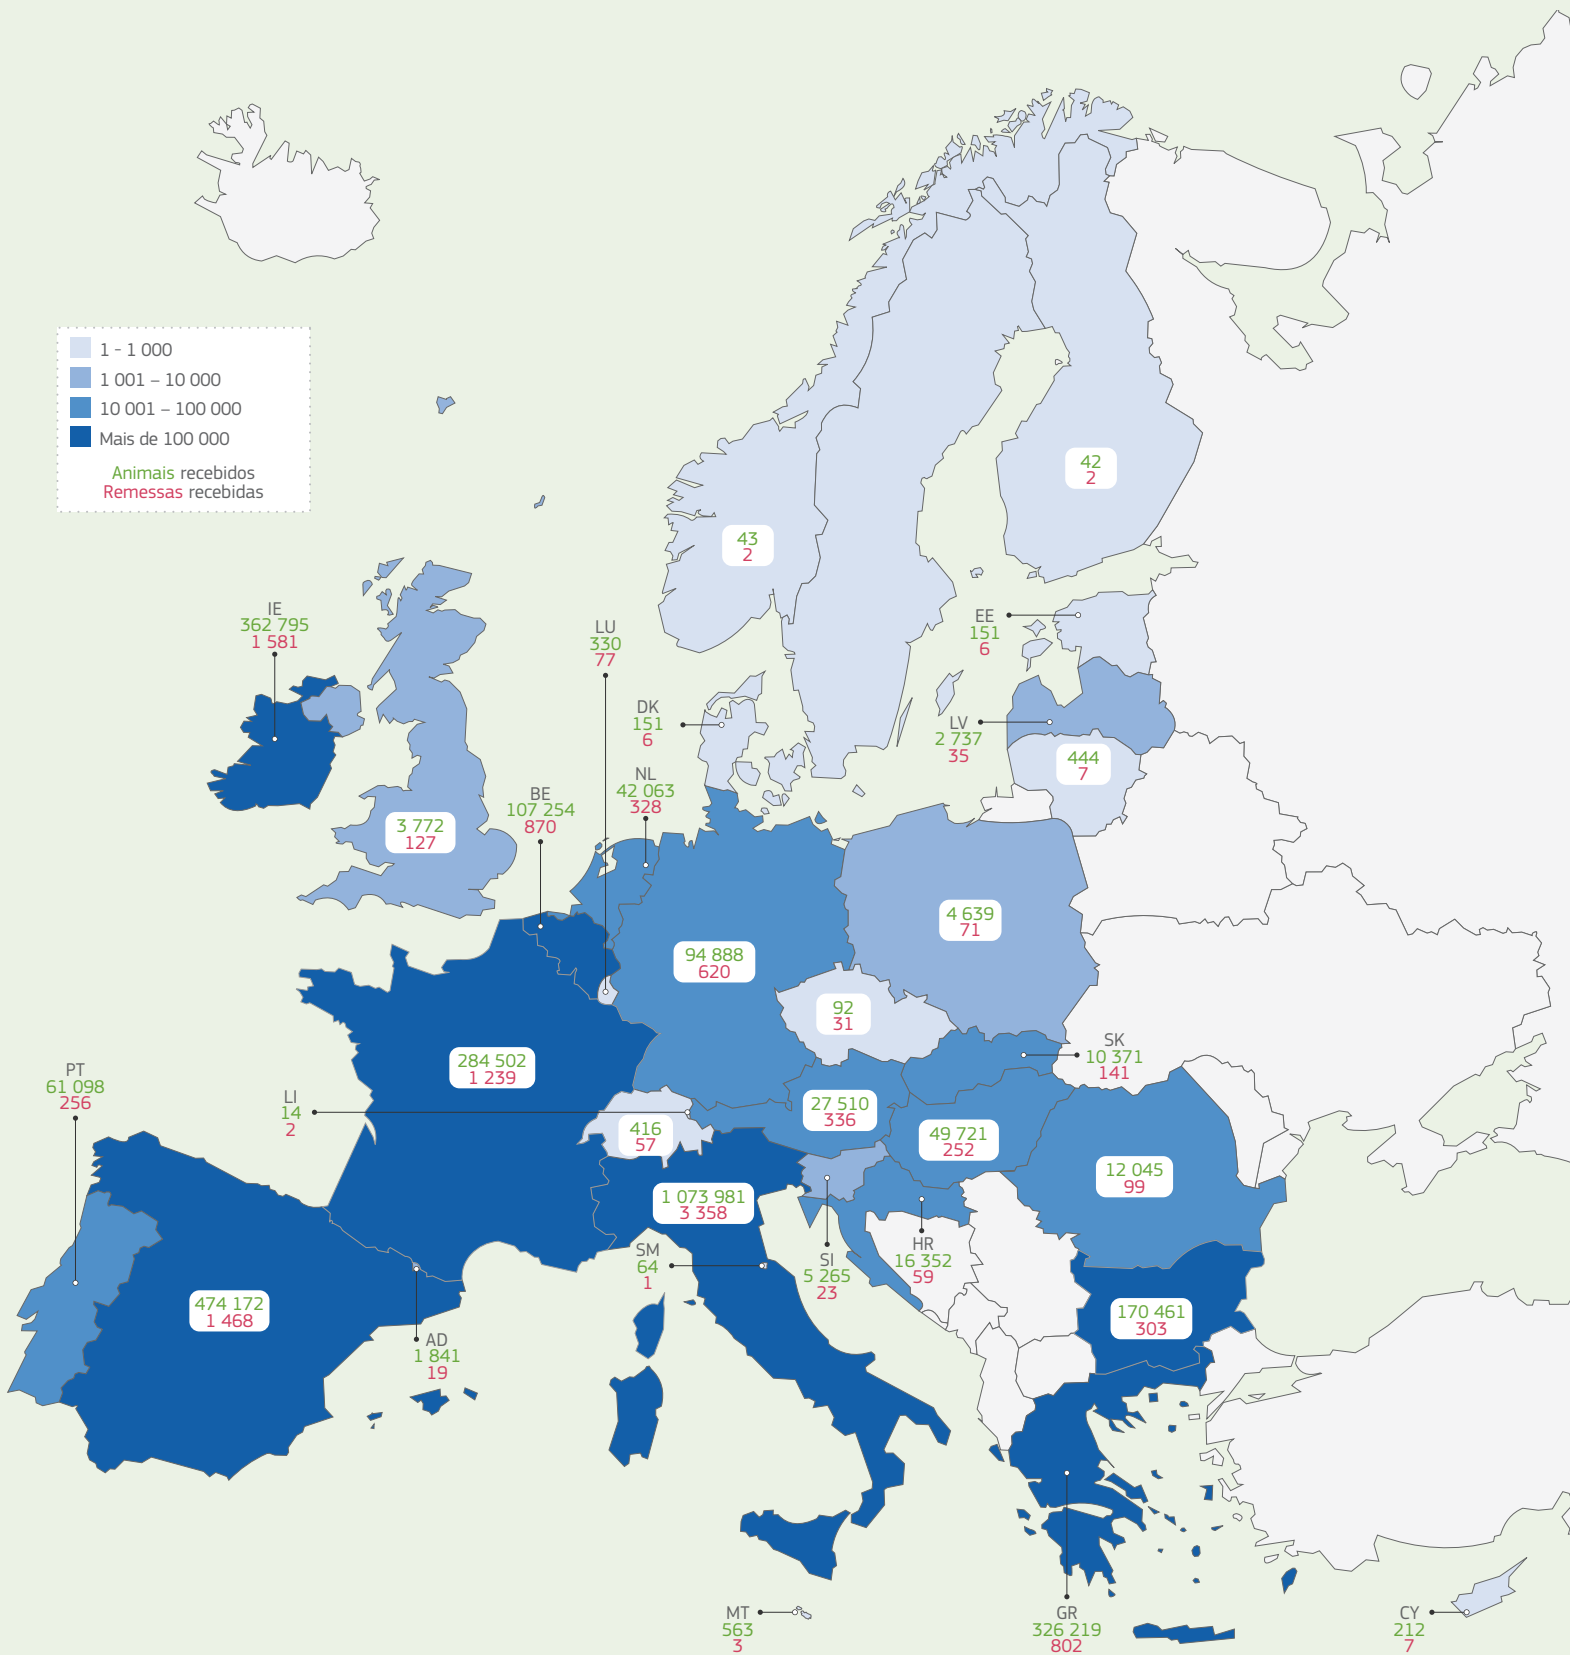 1 - 1 000
1 001 – 10 000
10 001 – 100 000
Mais de 100 000
Animais recebidos
Remessas recebidas
42
2
43
2
IE
362 795
1 581
LU
330
77
EE
151
6
DK
151
6
LV
2 737
35
444
7
NL
42 063
328
BE
107 254
870
3 772
127
4 639
71
94 888
620
92
31
SK
10 371
141
284 502
1 239
PT
61 098
256
LI
14
2
27 510
336
416
57
49 721
252
12 045
99
1 073 981
3 358
SM
64
1
SI
5 265
23
HR
16 352
59
474 172
1 468
170 461
303
AD
1 841
19
MT
563
3
GR
326 219
802
CY
212
7